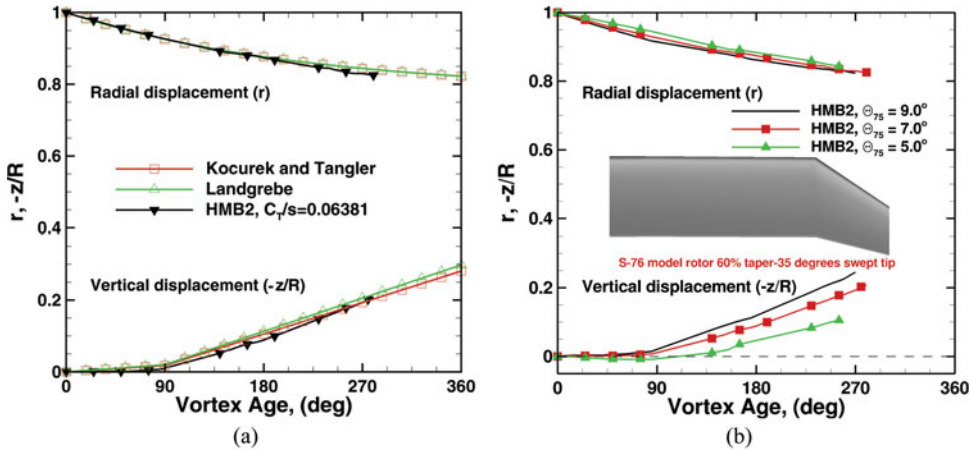 (a)
1
0.8
0.6
0.4
0.2
0
r, -z/R
Radial displacement (r)
Kocurek and Tangler
Landgrebe
HMB2, C_T/s=0.06381
Vertical displacement (-z/R)
0 90 180 270 360
Vortex Age, (deg)
(a)
(b)
1
0.8
0.6
0.4
0.2
0
r, -z/R
Radial displacement (r)
HMB2, Θ75 = 9.0°
HMB2, Θ75 = 7.0°
HMB2, Θ75 = 5.0°
S-76 model rotor 60% taper-35 degrees swept tip
Vertical displacement (-z/R)
0 90 180 270 360
Vortex Age, (deg)
(b)